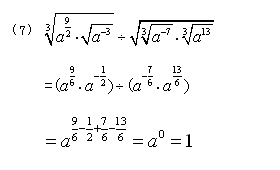 (7) $\sqrt[3]{a^{\frac{9}{2}} \cdot \sqrt{a^{-3}}} \div \sqrt{\sqrt[3]{a^{-7}} \cdot \sqrt[3]{a^{13}}}$
$=(a^{\frac{9}{6}} \cdot a^{-\frac{1}{2}}) \div (a^{-\frac{7}{6}} \cdot a^{\frac{13}{6}})$
$= a^{\frac{9}{6}-\frac{1}{2}+\frac{7}{6}-\frac{13}{6}} = a^{0} = 1$